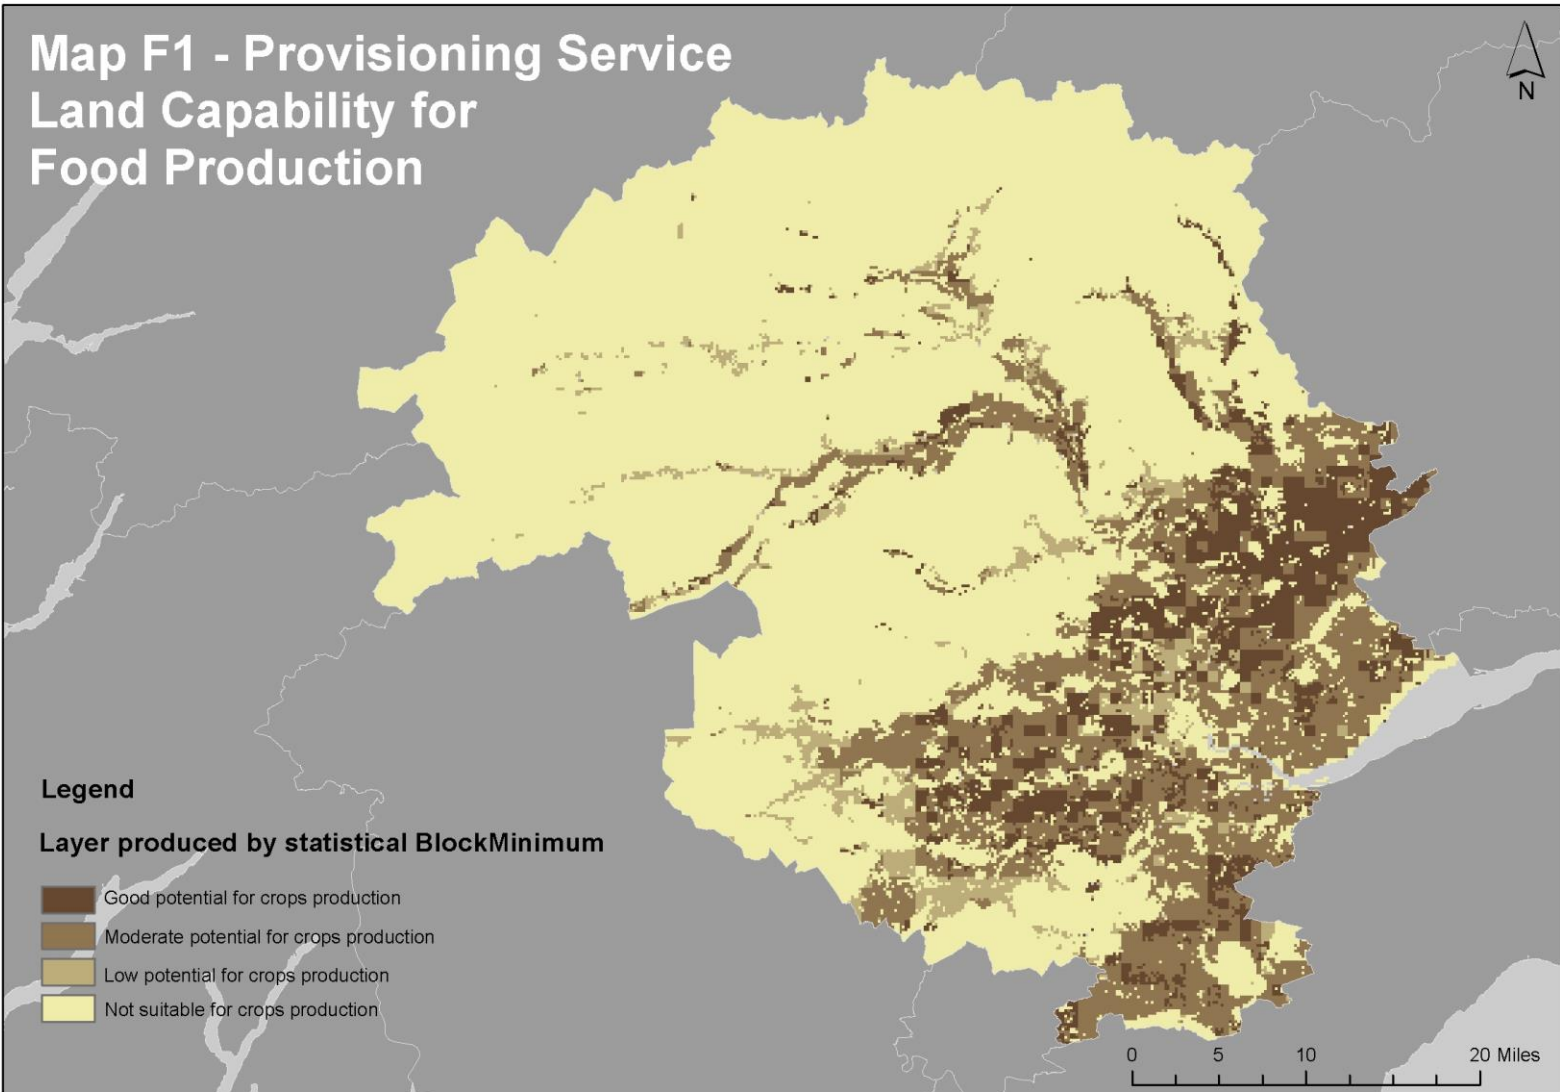 Map F1 - Provisioning Service
Land Capability for
Food Production
N
Legend
Layer produced by statistical BlockMinimum
Good potential for crops production
Moderate potential for crops production
Low potential for crops production
Not suitable for crops production
0 5 10 20 Miles